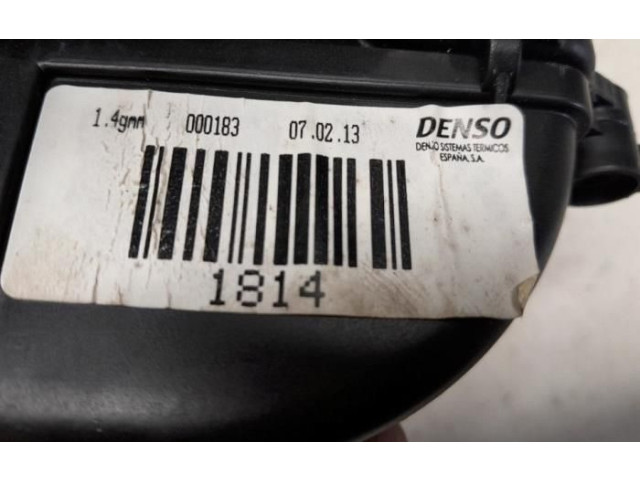 1.4gmm 000183 07.02.13 DENSO
DENSO SISTEMAS TERMICOS
ESPAÑA, S.A.
1814